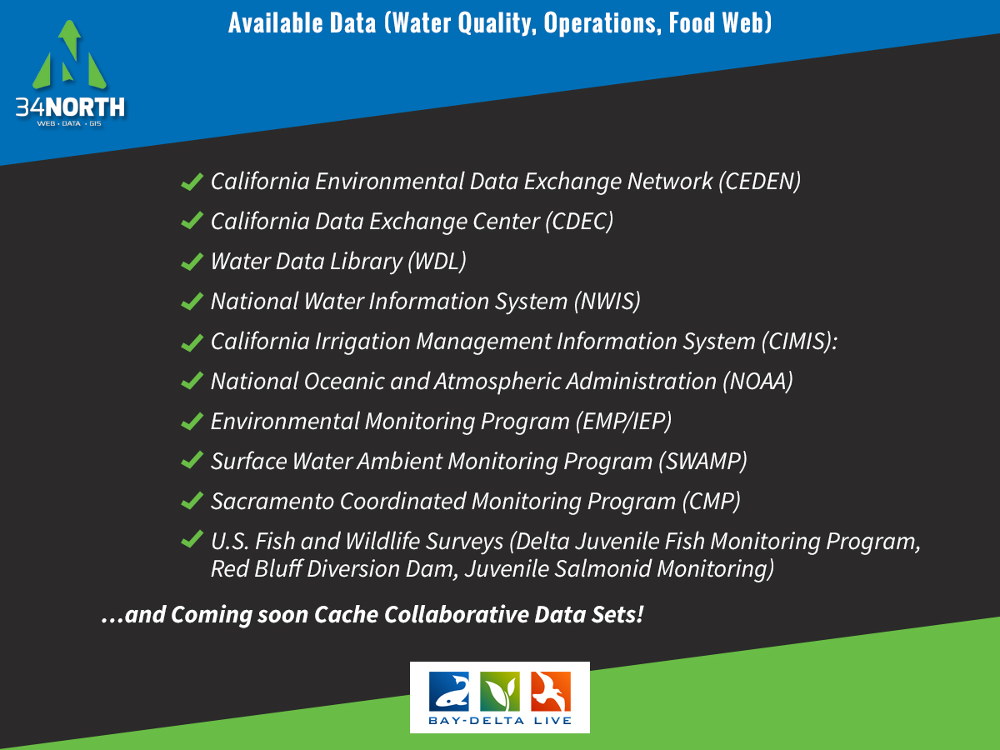 Available Data (Water Quality, Operations, Food Web)
34NORTH
WEB • DATA • GIS
California Environmental Data Exchange Network (CEDEN)
California Data Exchange Center (CDEC)
Water Data Library (WDL)
National Water Information System (NWIS)
California Irrigation Management Information System (CIMIS):
National Oceanic and Atmospheric Administration (NOAA)
Environmental Monitoring Program (EMP/IEP)
Surface Water Ambient Monitoring Program (SWAMP)
Sacramento Coordinated Monitoring Program (CMP)
U.S. Fish and Wildlife Surveys (Delta Juvenile Fish Monitoring Program,
Red Bluff Diversion Dam, Juvenile Salmonid Monitoring)
...and Coming soon Cache Collaborative Data Sets!
BAY-DELTA LIVE